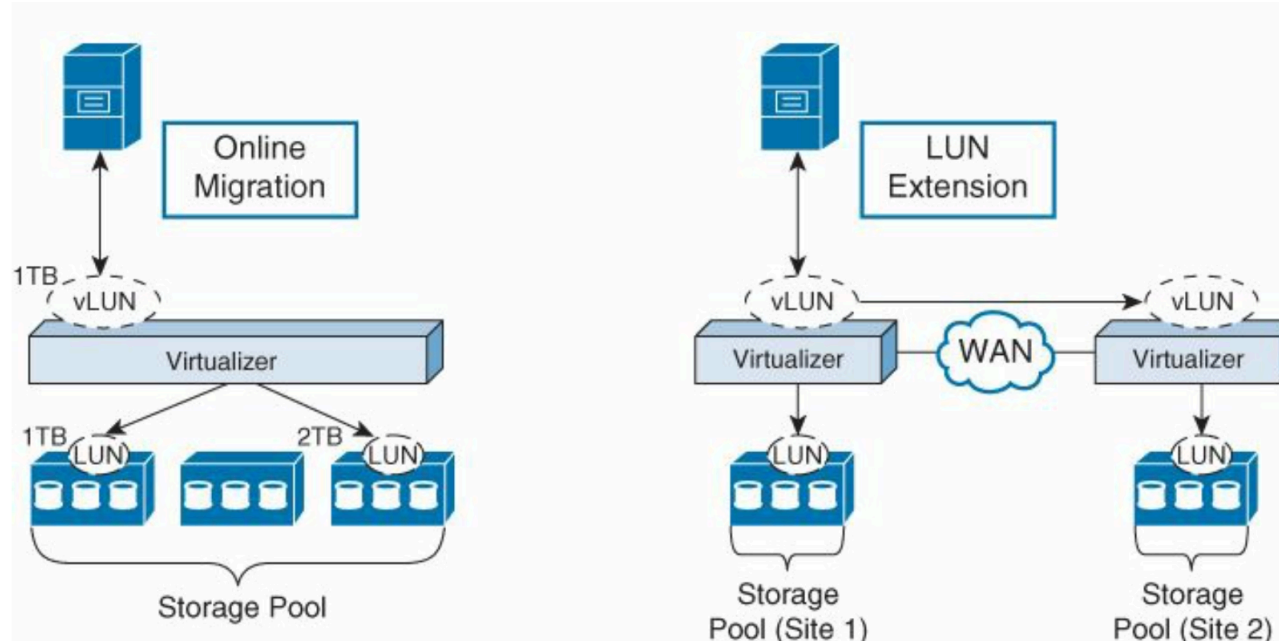 Online
Migration
1TB
vLUN
Virtualizer
1TB
LUN
2TB
LUN
Storage Pool
LUN
Extension
vLUN
vLUN
Virtualizer
WAN
Virtualizer
LUN
LUN
Storage
Pool (Site 1)
Storage
Pool (Site 2)